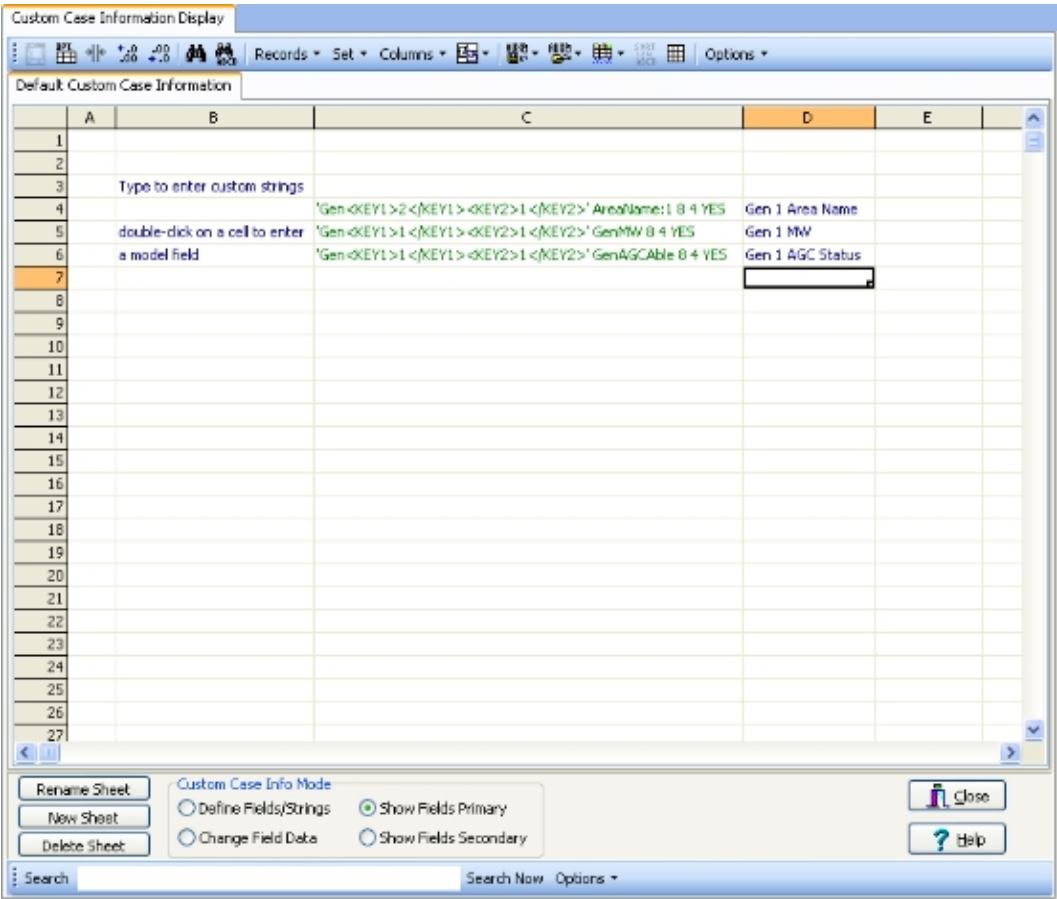 Custom Case Information Display
Records Set Columns Options
Default Custom Case Information
A B C D E
1
2
3 Type to enter custom strings
4 'Gen<KEY1>2</KEY1><KEY2>1</KEY2>' AreaName:1 8 4 YES Gen 1 Area Name
5 double-click on a cell to enter 'Gen<KEY1>1</KEY1><KEY2>1</KEY2>' GenMW 8 4 YES Gen 1 MW
6 a model field 'Gen<KEY1>1</KEY1><KEY2>1</KEY2>' GenAGCAble 8 4 YES Gen 1 AGC Status
7
8
9
10
11
12
13
14
15
16
17
18
19
20
21
22
23
24
25
26
27
Rename Sheet
New Sheet
Delete Sheet
Custom Case Info Mode
Define Fields/Strings Show Fields Primary
Change Field Data Show Fields Secondary
Close
Help
Search Search Now Options